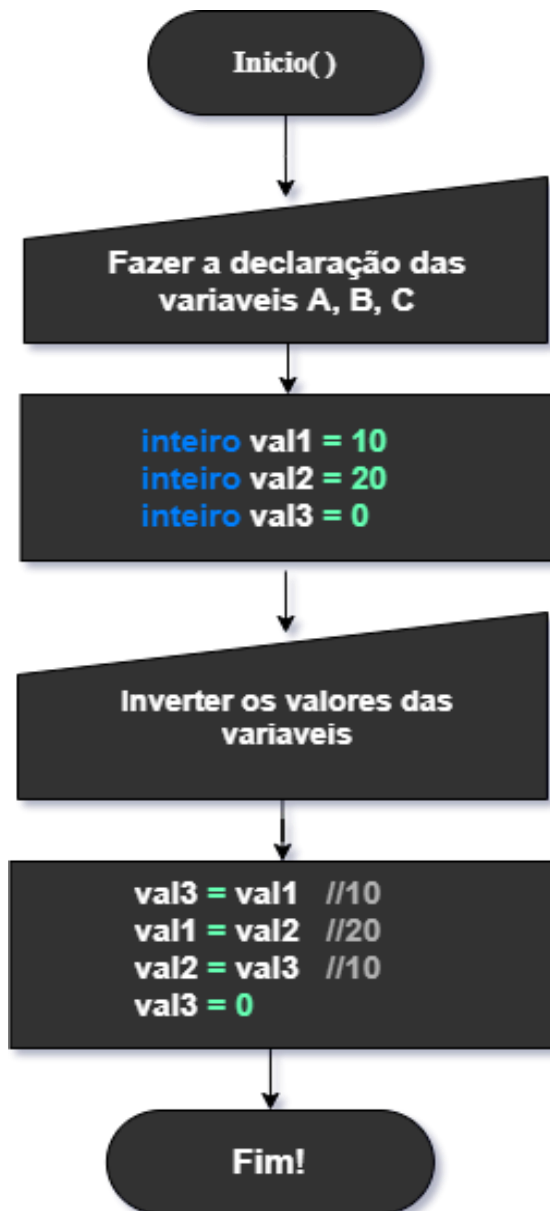 Inicio( )
Fazer a declaração das
variaveis A, B, C
inteiro val1 = 10
inteiro val2 = 20
inteiro val3 = 0
Inverter os valores das
variaveis
val3 = val1 //10
val1 = val2 //20
val2 = val3 //10
val3 = 0
Fim!